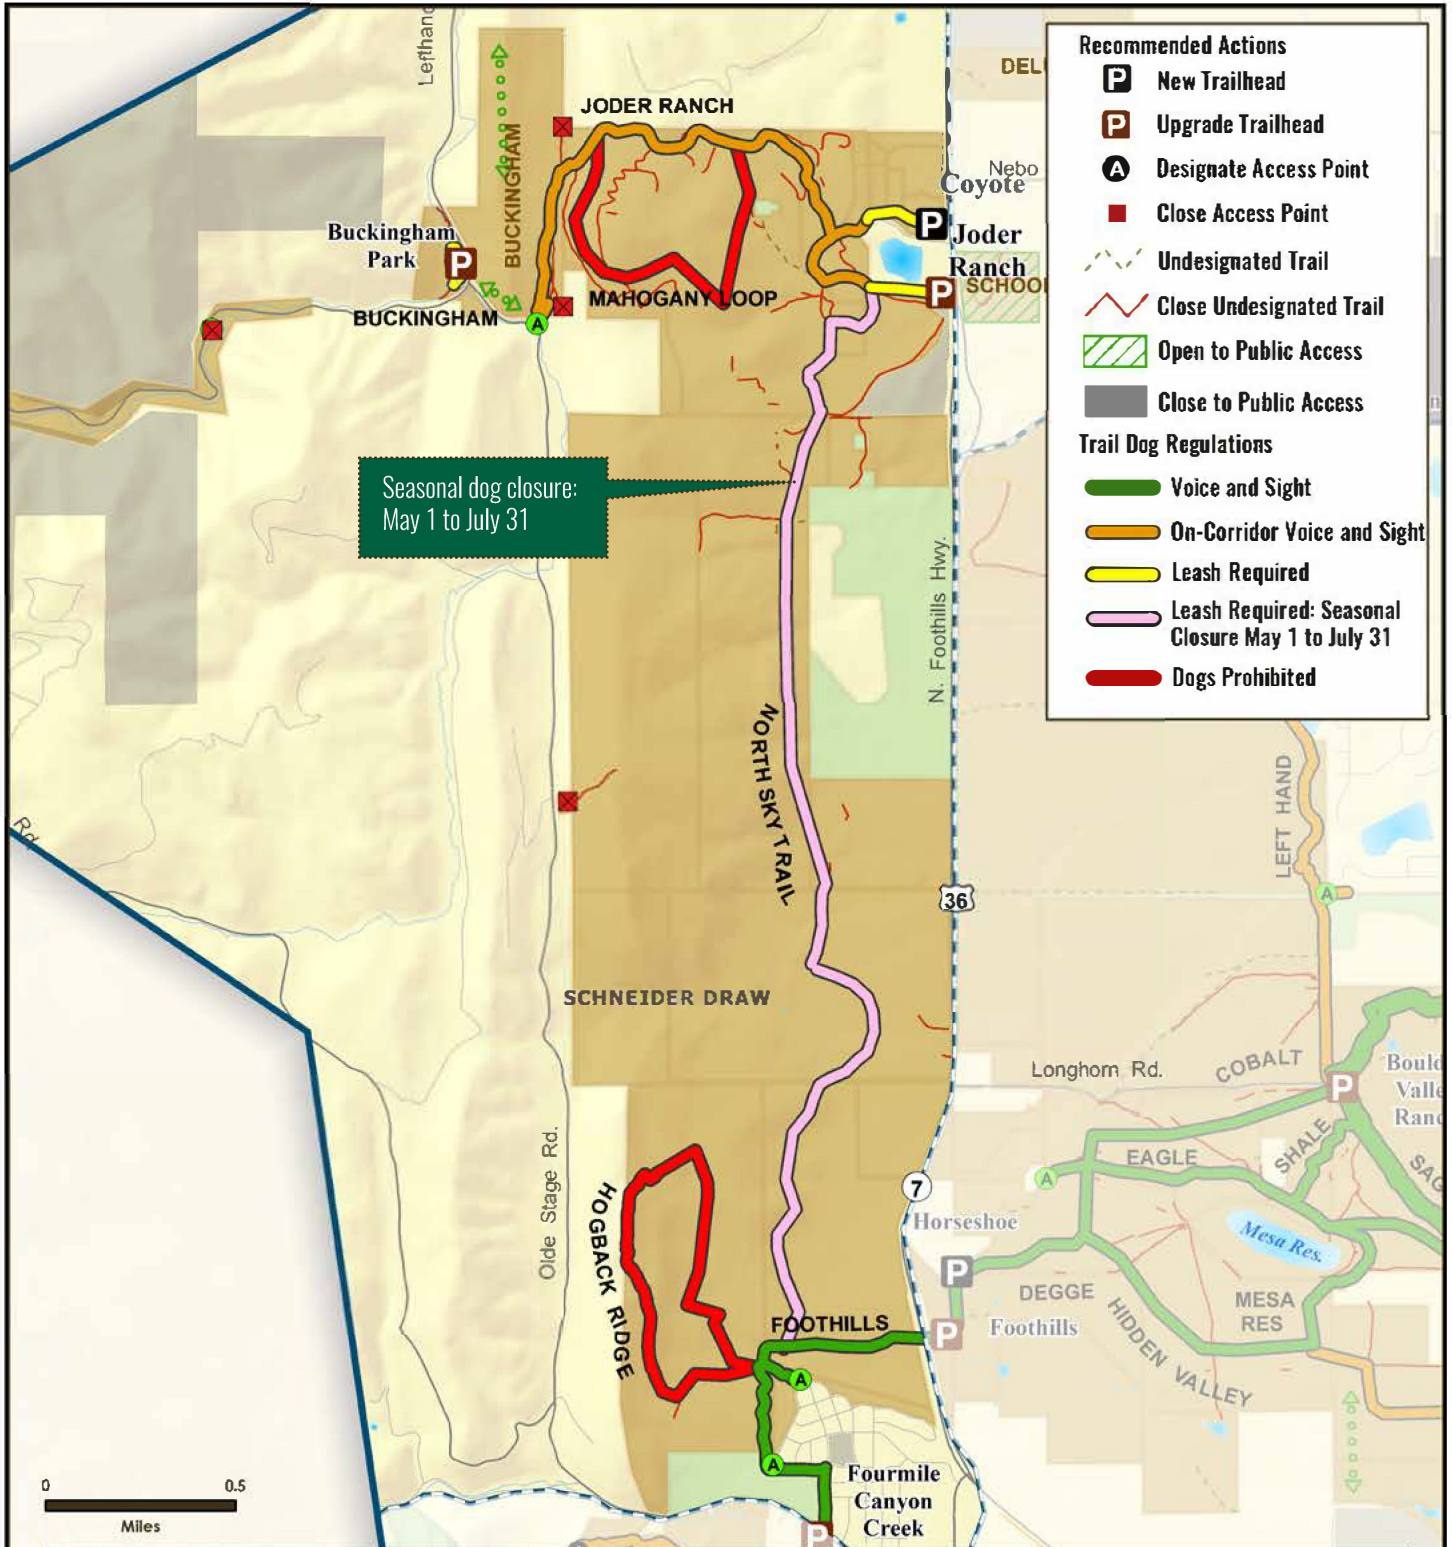 Lefthand
JODER RANCH
BUCKINGHAM
Buckingham
Park
P
BUCKINGHAM
A
MAHOGANY LOOP
Nebo
Coyote
P
Joder
Ranch
P
SCHOOL
Recommended Actions
P New Trailhead
P Upgrade Trailhead
A Designate Access Point
Close Access Point
Undesignated Trail
Close Undesignated Trail
Open to Public Access
Close to Public Access
Trail Dog Regulations
Voice and Sight
On-Corridor Voice and Sight
Leash Required
Leash Required: Seasonal
Closure May 1 to July 31
Dogs Prohibited
Seasonal dog closure:
May 1 to July 31
N. Foothills Hwy.
NORTH SKY TRAIL
Rd.
LEFT HAND
A
36
SCHNEIDER DRAW
Longhorn Rd.
COBALT
P
Bould
Valle
Ranc
EAGLE
SHALE
SAG
A
7
Horseshoe
Mesa Res.
Olde Stage Rd.
HOGBACK RIDGE
P
DEGGE
MESA
RES
HIDDEN VALLEY
FOOTHILLS
P
Foothills
A
A
Fourmile
Canyon
Creek
P
0 0.5
Miles